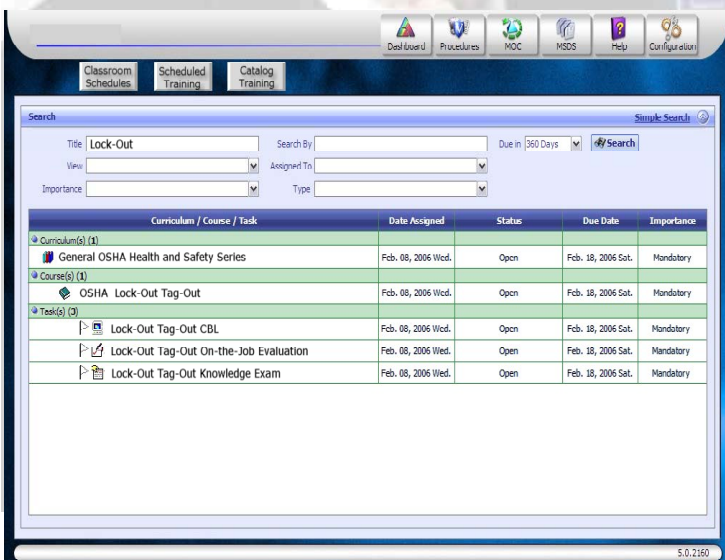 Dashboard Procedures MOC MSDS Help Configuration
Classroom Schedules Scheduled Training Catalog Training
Search Simple Search
Title Lock-Out Search By Due in 360 Days Search
View Assigned To
Importance Type
Curriculum / Course / Task Date Assigned Status Due Date Importance
Curriculum(s) (1)
General OSHA Health and Safety Series Feb. 08, 2006 Wed. Open Feb. 18, 2006 Sat. Mandatory
Course(s) (1)
OSHA Lock-Out Tag-Out Feb. 08, 2006 Wed. Open Feb. 18, 2006 Sat. Mandatory
Task(s) (3)
Lock-Out Tag-Out CBL Feb. 08, 2006 Wed. Open Feb. 18, 2006 Sat. Mandatory
Lock-Out Tag-Out On-the-Job Evaluation Feb. 08, 2006 Wed. Open Feb. 18, 2006 Sat. Mandatory
Lock-Out Tag-Out Knowledge Exam Feb. 08, 2006 Wed. Open Feb. 18, 2006 Sat. Mandatory
5.0.2160